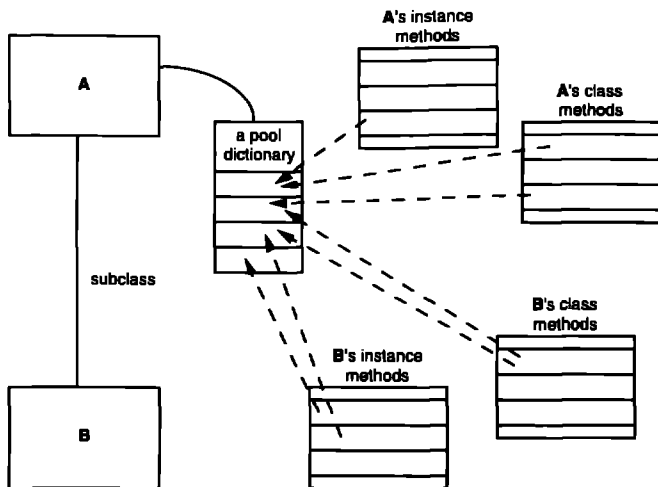 A's instance
methods
A
A's class
methods
a pool
dictionary
subclass
B's class
methods
B's instance
methods
B